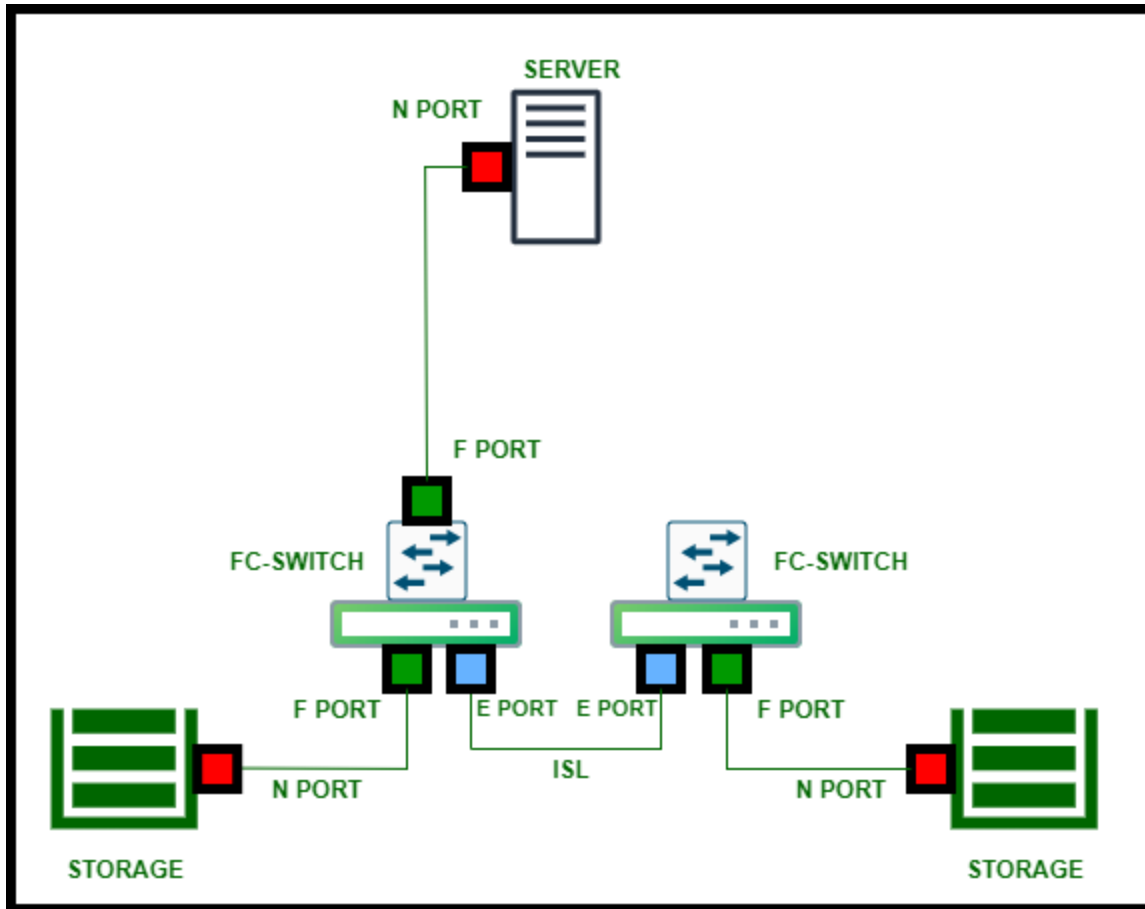 SERVER
N PORT
F PORT
FC-SWITCH
FC-SWITCH
F PORT
E PORT
E PORT
F PORT
ISL
N PORT
N PORT
STORAGE
STORAGE